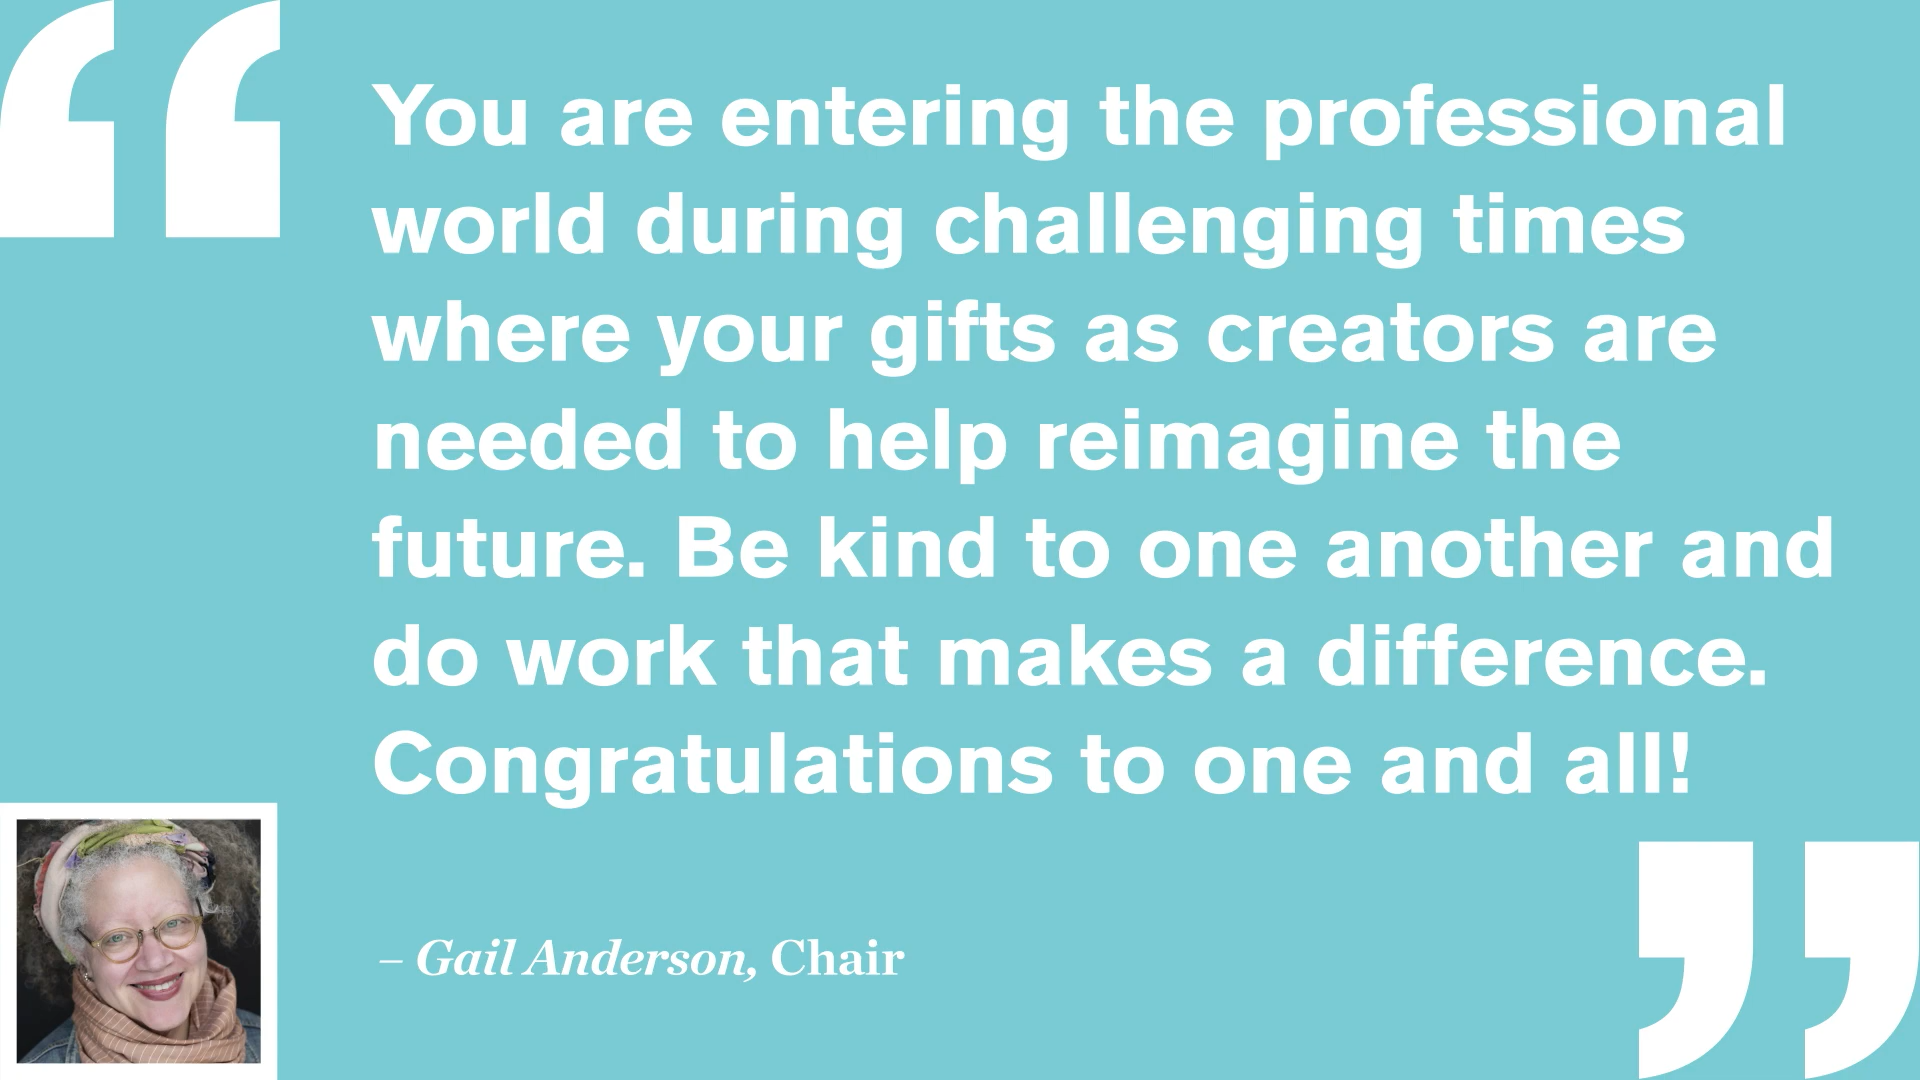 You are entering the professional
world during challenging times
where your gifts as creators are
needed to help reimagine the
future. Be kind to one another and
do work that makes a difference.
Congratulations to one and all!
– Gail Anderson, Chair